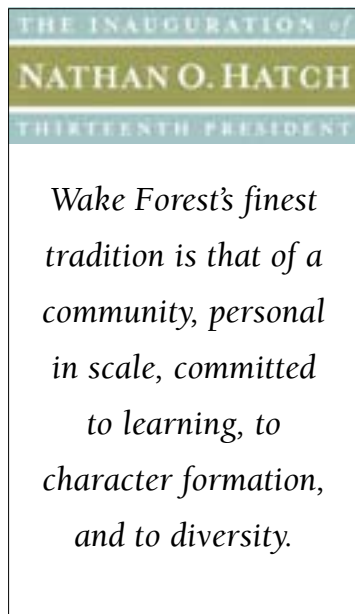 THE INAUGURATION of
NATHAN O. HATCH
THIRTEENTH PRESIDENT
Wake Forest's finest
tradition is that of a
community, personal
in scale, committed
to learning, to
character formation,
and to diversity.